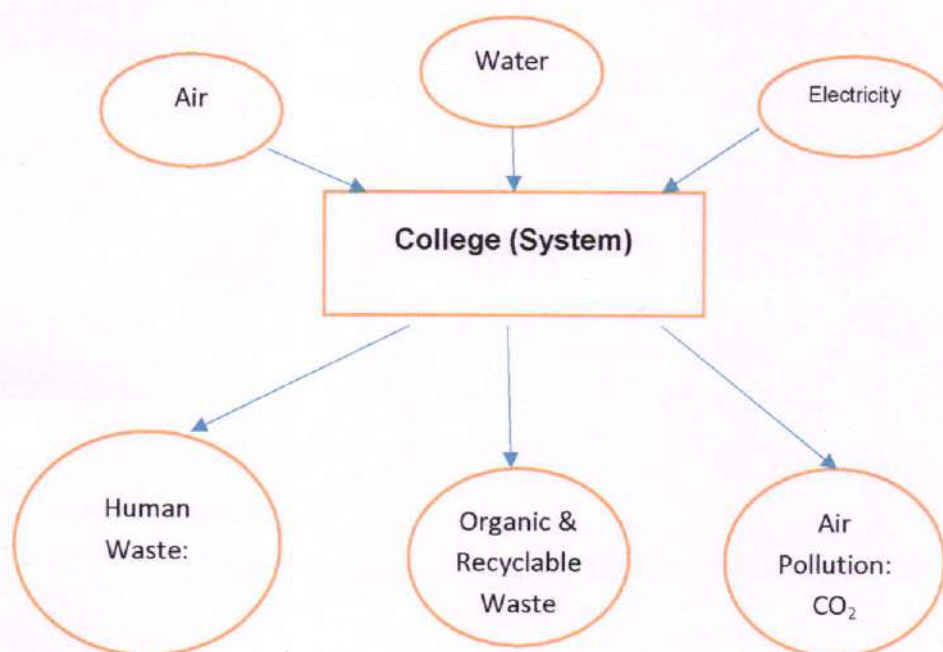 Air
Water
Electricity
College (System)
Human
Waste:
Organic &
Recyclable
Waste
Air
Pollution:
CO₂